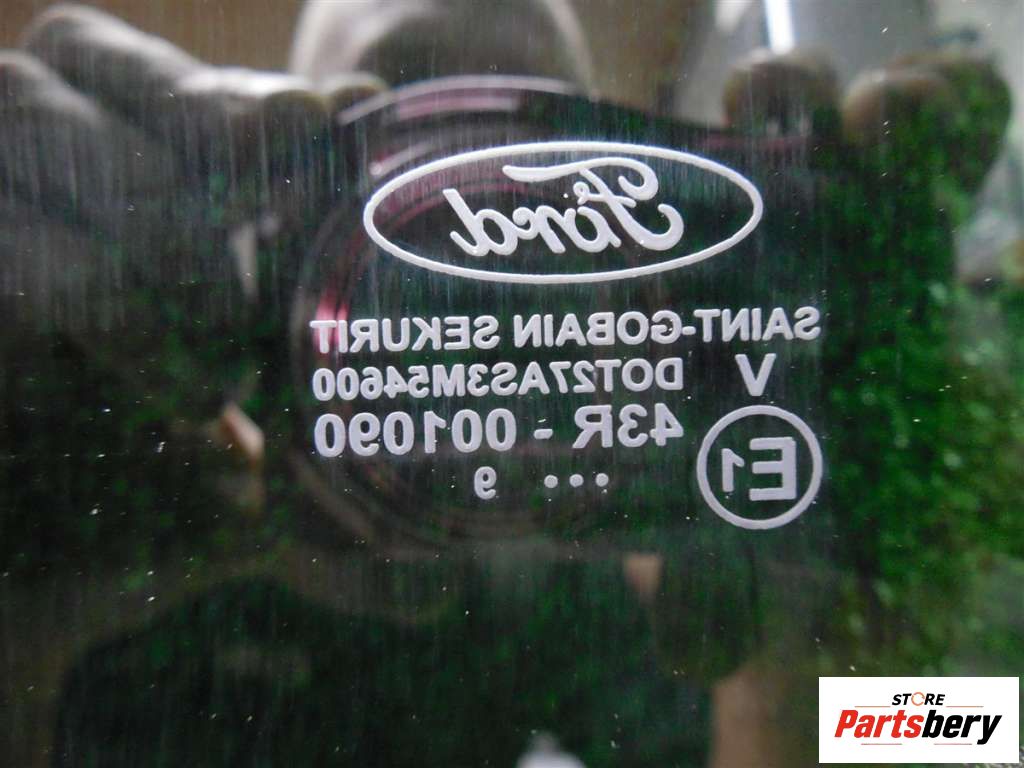 Ford
SAINT-GOBAIN SEKURIT
V DOT27AS3M54600
E1 43R - 001090
... .. 9
STORE
Partsbery